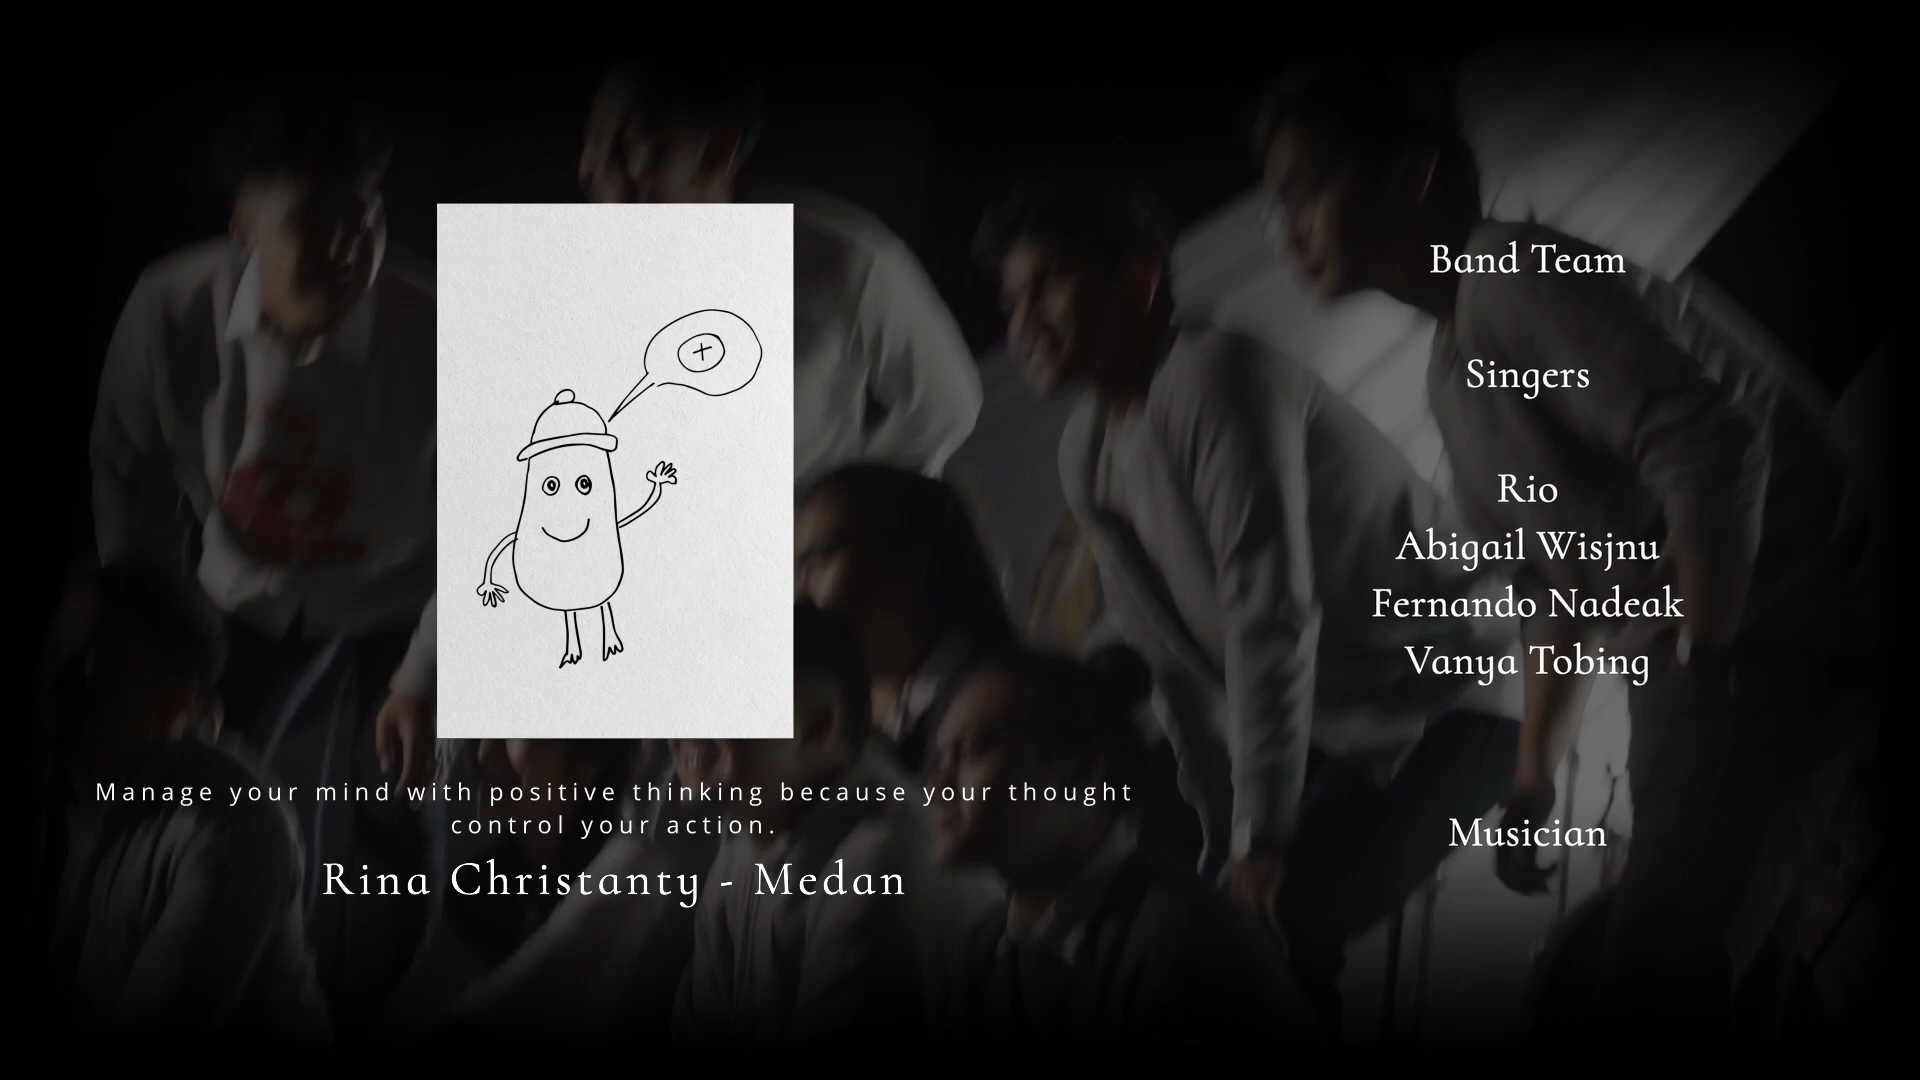 Manage your mind with positive thinking because your thought
control your action.
Rina Christanty - Medan
Band Team
Singers
Rio
Abigail Wisjnu
Fernando Nadeak
Vanya Tobing
Musician